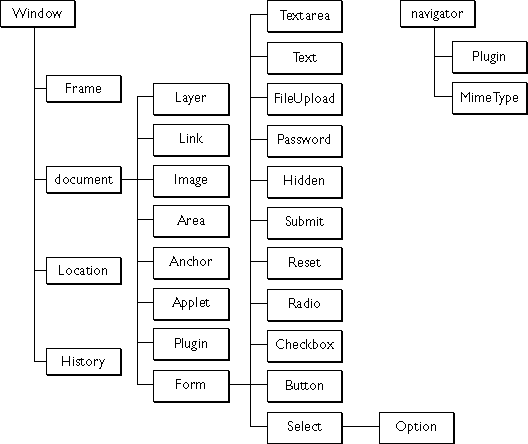 Window
Frame
document
Location
History
Layer
Link
Image
Area
Anchor
Applet
Plugin
Form
Textarea
Text
FileUpload
Password
Hidden
Submit
Reset
Radio
Checkbox
Button
Select
Option
navigator
Plugin
MimeType